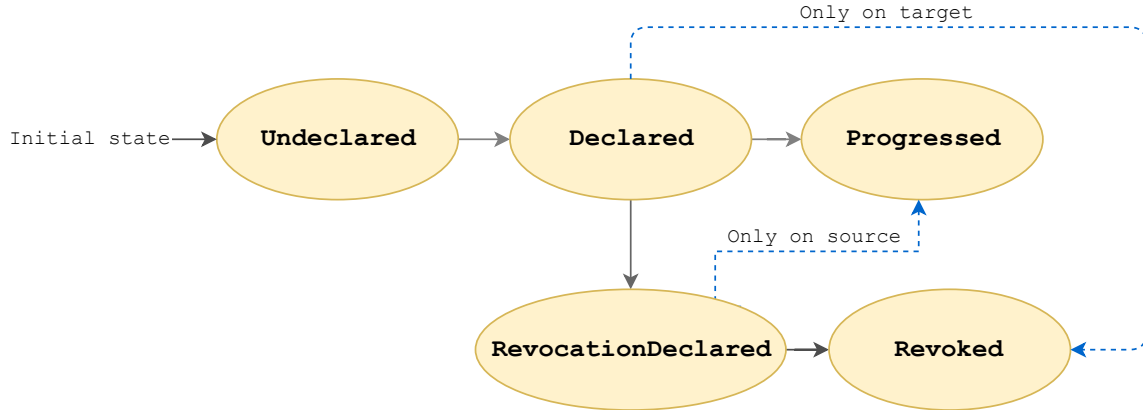 Only on target
Initial state
Undeclared
Declared
Progressed
Only on source
RevocationDeclared
Revoked